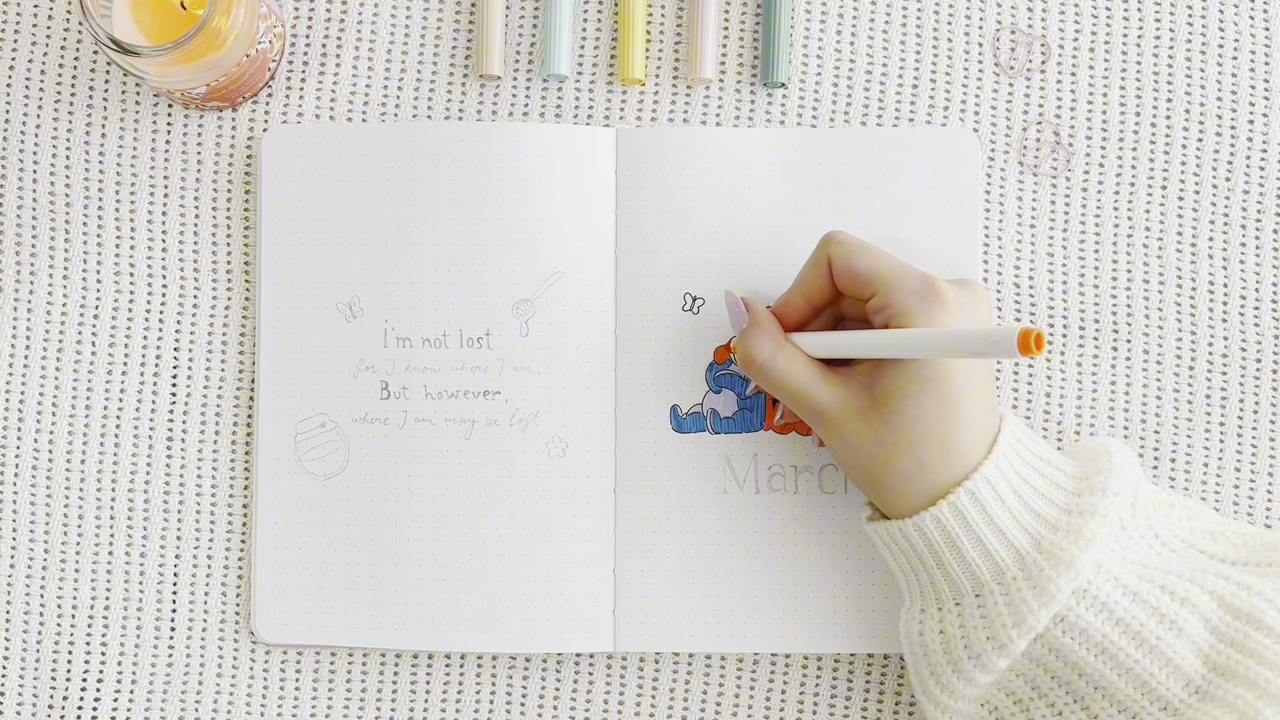 i'm not lost
for I know where I am.
But however,
where I am may be lost
Marc